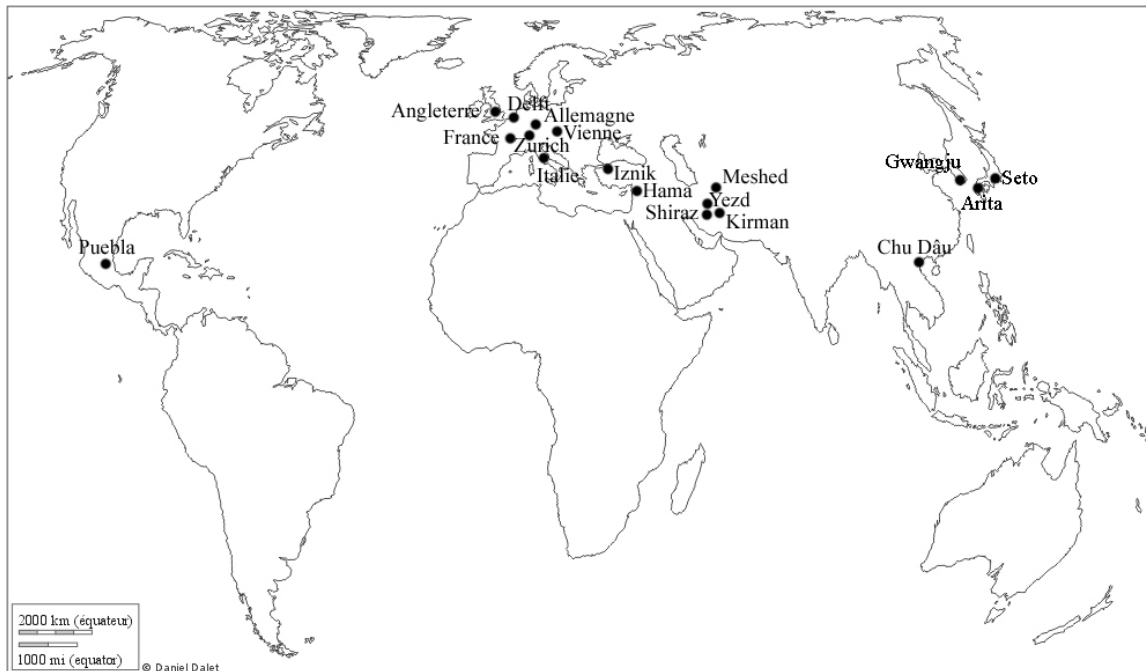 Angleterre
Delft
Allemagne
France
Zurich
Vienne
Italie
Iznik
Hama
Meshed
Yezd
Shiraz
Kirman
Gwangju
Seto
Arita
Puebla
Chu Dâu
2000 km (équateur)
1000 mi (equator)
© Daniel Dalet